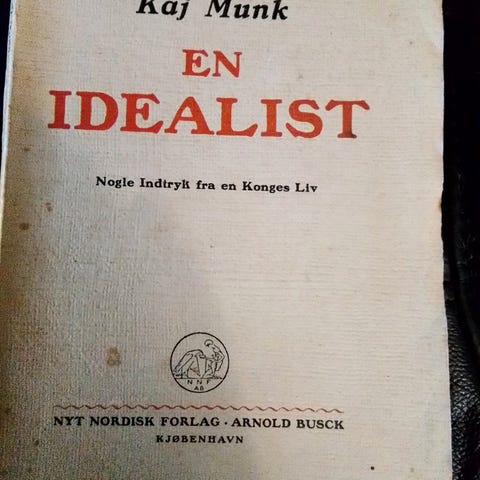 Kaj Munk
EN
IDEALIST
Nogle Indtryk fra en Konges Liv
NNF
AB
NYT NORDISK FORLAG · ARNOLD BUSCK
KJØBENHAVN